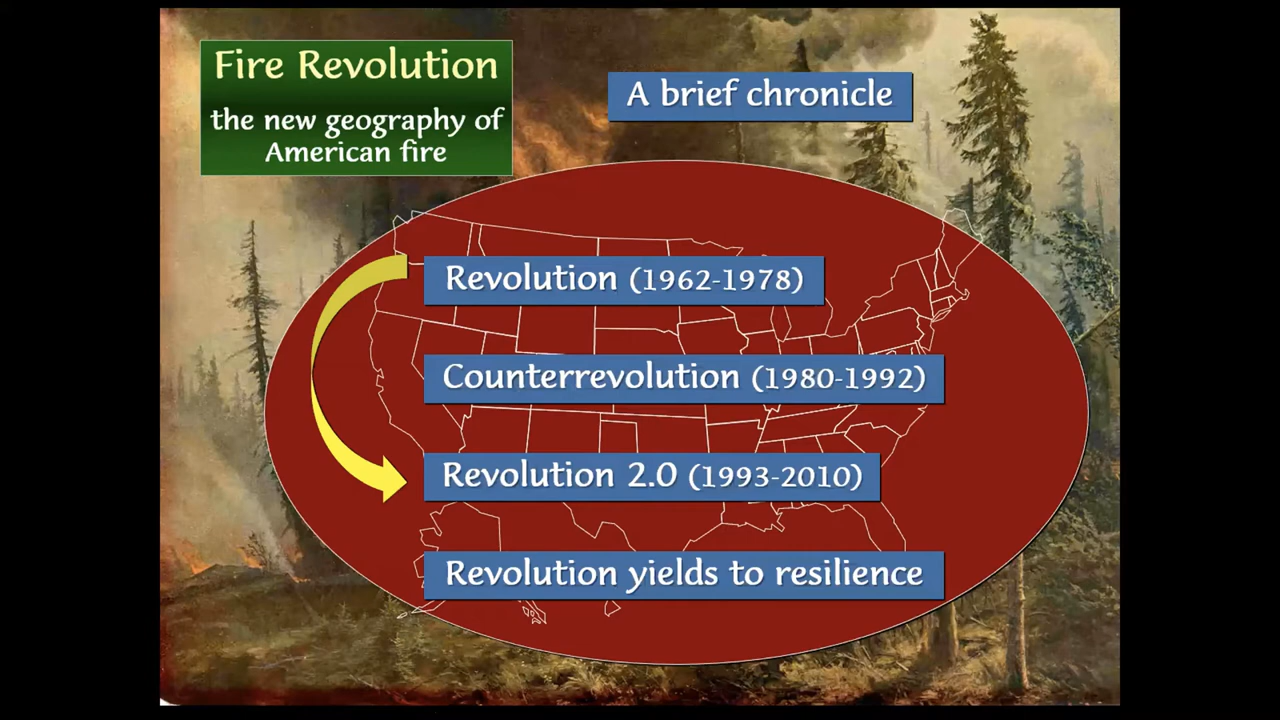 Fire Revolution
the new geography of
American fire
A brief chronicle
Revolution (1962-1978)
Counterrevolution (1980-1992)
Revolution 2.0 (1993-2010)
Revolution yields to resilience